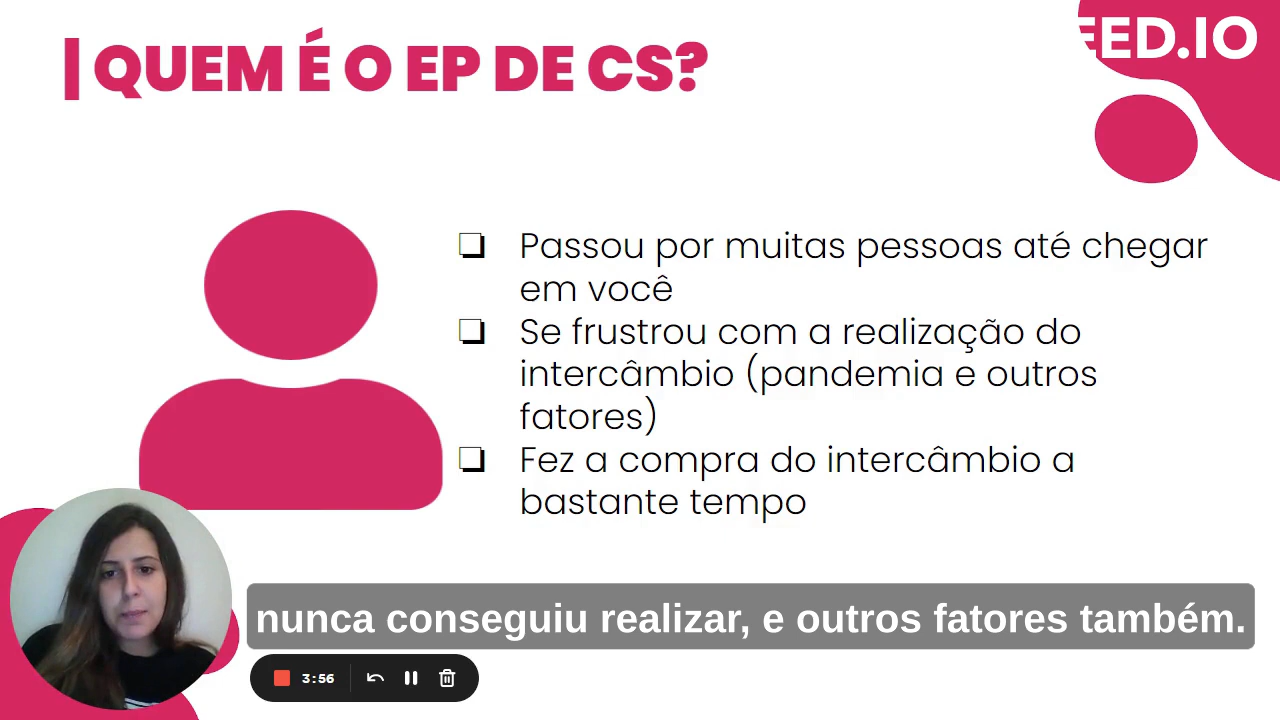 QUEM É O EP DE CS?
FED.IO
Passou por muitas pessoas até chegar
em você
Se frustrou com a realização do
intercâmbio (pandemia e outros
fatores)
Fez a compra do intercâmbio a
bastante tempo
nunca conseguiu realizar, e outros fatores também.
3:56